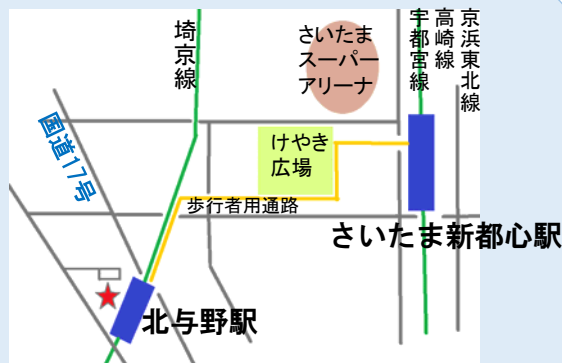 埼京線
さいたま
スーパー
アリーナ
宇都宮線
高崎線
京浜東北線
国道17号
けやき
広場
歩行者用通路
さいたま新都心駅
北与野駅